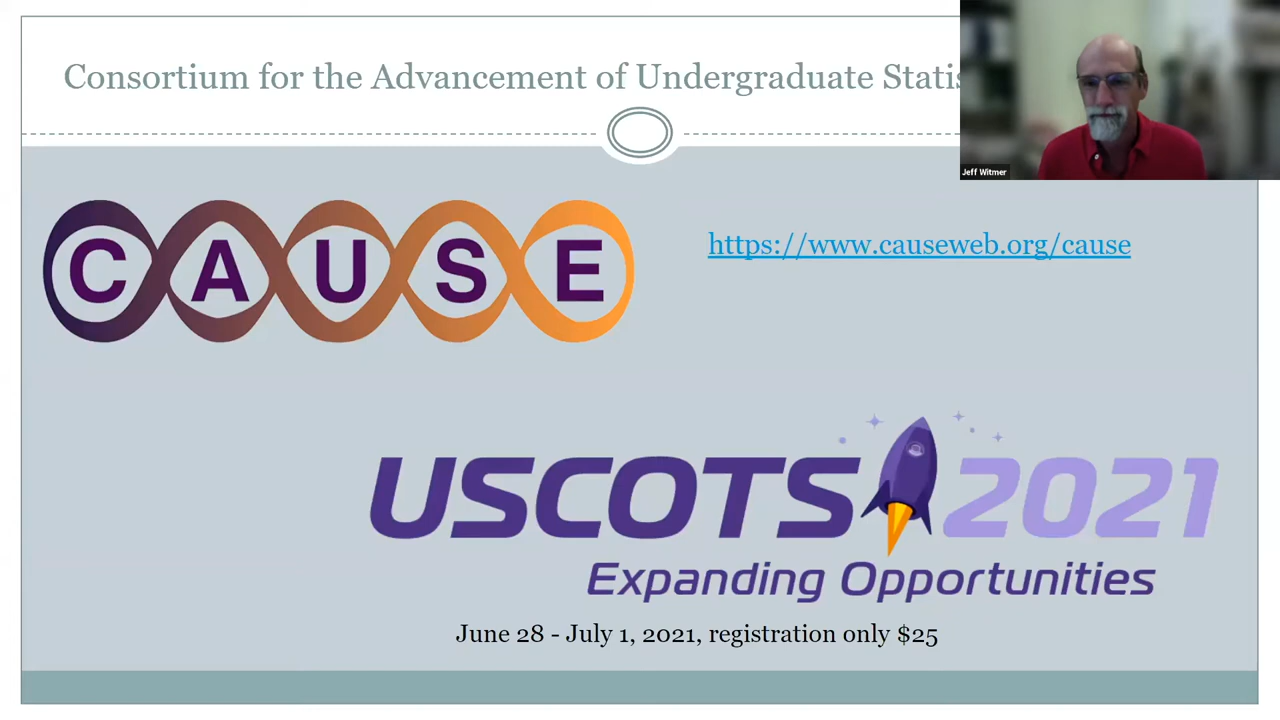 Consortium for the Advancement of Undergraduate
Jeff Witmer
CAUSE
https://www.causeweb.org/cause
USCOTS 2021
Expanding Opportunities
June 28 - July 1, 2021, registration only $25